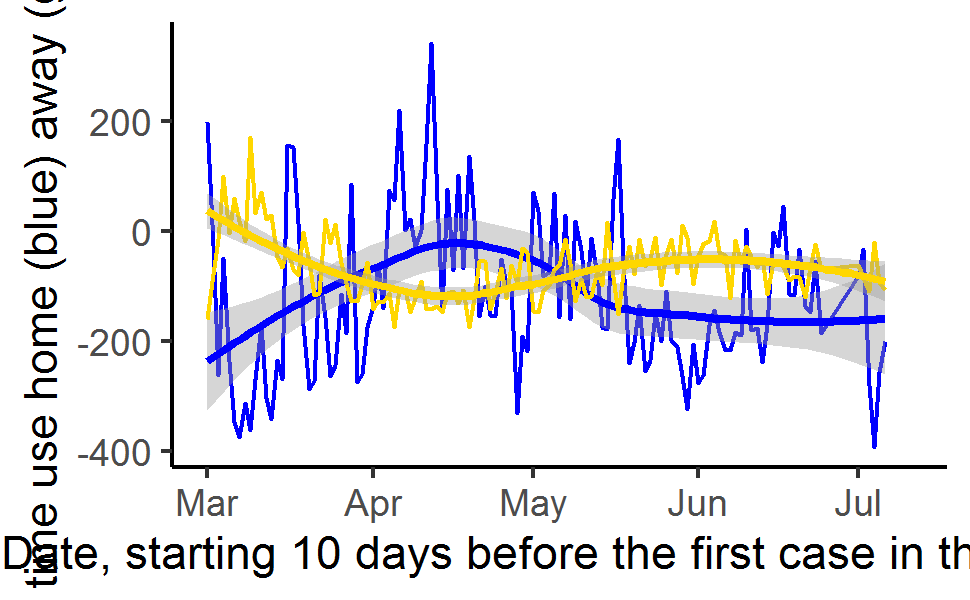 time use home (blue) away (
200
0
-200
-400
Mar Apr May Jun Jul
Date, starting 10 days before the first case in th